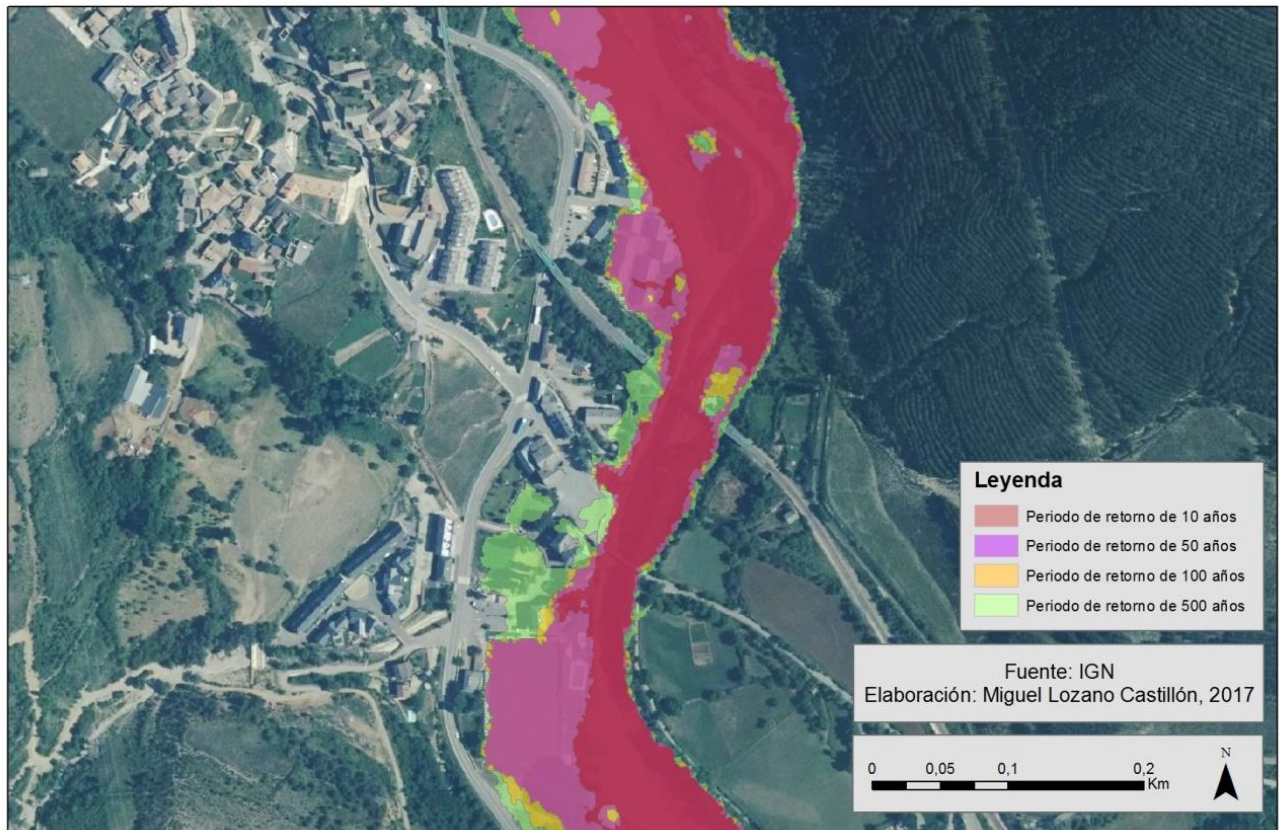 Leyenda
Periodo de retorno de 10 años
Periodo de retorno de 50 años
Periodo de retorno de 100 años
Periodo de retorno de 500 años
Fuente: IGN
Elaboración: Miguel Lozano Castillón, 2017
N
0 0,05 0,1 0,2
Km